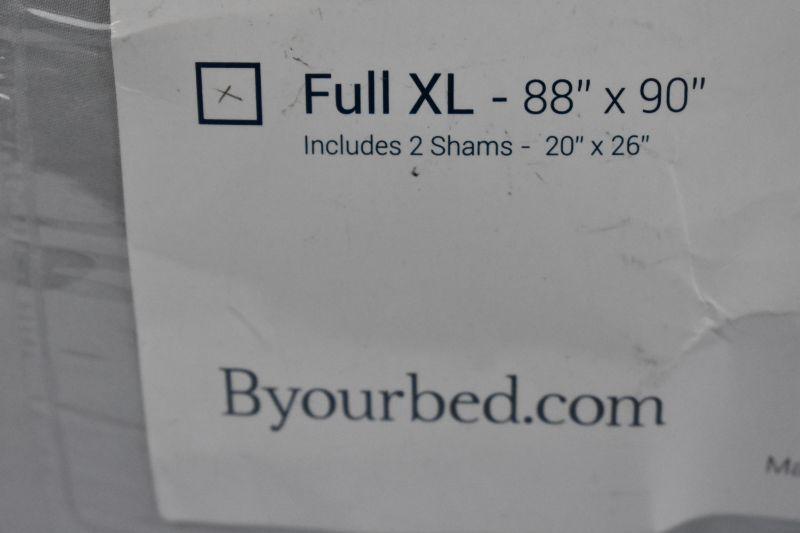 Full XL - 88" x 90"
Includes 2 Shams - 20" x 26"
Byourbed.com